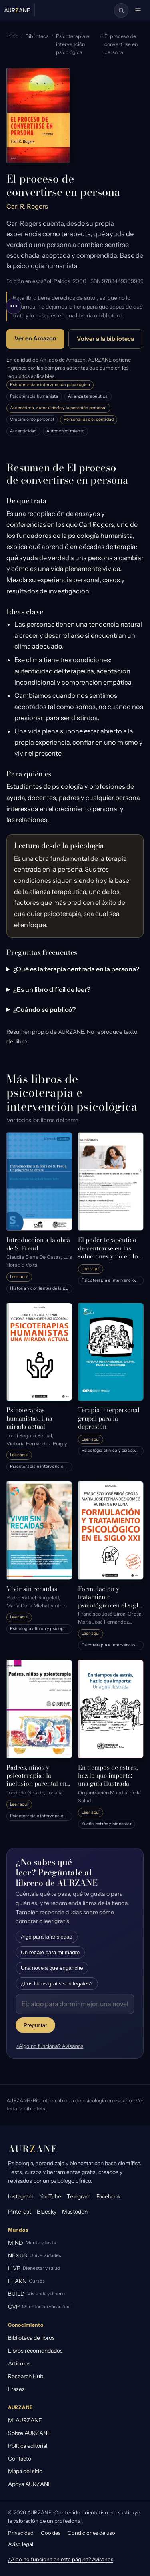 AURZANE
Inicio / Biblioteca / Psicoterapia e intervención psicológica / El proceso de convertirse en persona
EL PROCESO DE CONVERTIRSE EN PERSONA
Carl R. Rogers
El proceso de
convertirse en persona
Carl R. Rogers
Carl Rogers cuenta, desde su propia
experiencia como terapeuta, qué permite
a una persona dejar de vivir a la defensiva
y sentirse más auténtica: sentirse
escuchada, comprendida y aceptada. Base
de la psicología humanista.
Edición en español: Paidós · 2000 · ISBN 9788449309939
Este libro tiene derechos de autor, así que no lo
alojamos. Te dejamos la ficha para que sepas de qué
trata y lo busques en una librería o biblioteca.
Ver en Amazon
Volver a la biblioteca
En calidad de Afiliado de Amazon, AURZANE obtiene
ingresos por las compras adscritas que cumplen los
requisitos aplicables.
Psicoterapia e intervención psicológica
Psicoterapia humanista
Alianza terapéutica
Autoestima, autocuidado y superación personal
Crecimiento personal
Personalidad e identidad
Autenticidad
Autoconocimiento
Resumen de El proceso
de convertirse en persona
De qué trata
Es una recopilación de ensayos y
conferencias en los que Carl Rogers, uno de
los fundadores de la psicología humanista,
explica qué aprendió en décadas de terapia:
qué ayuda de verdad a una persona a cambiar
y cómo es una vida plenamente vivida.
Mezcla su experiencia personal, casos y
resultados de investigación.
Ideas clave
• Las personas tienen una tendencia natural
a crecer y desarrollarse si encuentran un
clima adecuado.
• Ese clima tiene tres condiciones:
autenticidad del terapeuta, aceptación
incondicional y comprensión empática.
• Cambiamos cuando nos sentimos
aceptados tal como somos, no cuando nos
presionan para ser distintos.
• Una vida plena supone estar abierto a la
propia experiencia, confiar en uno mismo y
vivir el presente.
Para quién es
Estudiantes de psicología y profesiones de
ayuda, docentes, padres y cualquier persona
interesada en el crecimiento personal y
las relaciones.
Lectura desde la psicología
Es una obra fundamental de la terapia
centrada en la persona. Sus tres
condiciones siguen siendo hoy la base
de la alianza terapéutica, uno de los
factores que más predicen el éxito de
cualquier terapia, sea cual sea
el enfoque.
Preguntas frecuentes
¿Qué es la terapia centrada en la persona?
¿Es un libro difícil de leer?
¿Cuándo se publicó?
Resumen propio de AURZANE. No reproduce texto
del libro.
Más libros de
psicoterapia e
intervención psicológica
Ver todos los libros del tema
Introducción a la obra de S. Freud
Introducción a la obra
de S. Freud
Claudia Elena De Casas, Luis
Horacio Volta
Leer aquí
Historia y corrientes de la p…
El poder terapéutico
de centrarse en las
soluciones y no en lo…
Leer aquí
Psicoterapia e intervenció…
PSICOTERAPIAS
HUMANISTAS
UNA MIRADA ACTUAL
Psicoterapias
humanistas. Una
mirada actual
Jordi Segura Bernal,
Victoria Fernández-Puig y…
Leer aquí
Psicoterapia e intervenció…
Terapia interpersonal
grupal para la
depresión
Leer aquí
Psicología clínica y psicop…
VIVIR SIN
RECAÍDAS
Vivir sin recaídas
Pedro Rafael Gargoloff,
María Delia Michat y otros
Leer aquí
Psicología clínica y psicop…
FORMULACIÓN
Y TRATAMIENTO
PSICOLÓGICO
EN EL SIGLO XXI
Formulación y
tratamiento
psicológico en el sigl…
Francisco José Eiroa-Orosa,
María José Fernández…
Leer aquí
Psicoterapia e intervenció…
Padres, niños y psicoterapia
Padres, niños y
psicoterapia : la
inclusión parental en…
Londoño Giraldo, Johana
Leer aquí
Psicoterapia e intervenció…
En tiempos de estrés,
haz lo que importa:
Una guía ilustrada
En tiempos de estrés,
haz lo que importa:
una guía ilustrada
Organización Mundial de la
Salud
Leer aquí
Sueño, estrés y bienestar
¿No sabes qué
leer? Pregúntale al
librero de AURZANE
Cuéntale qué te pasa, qué te gusta o para
quién es, y te recomienda libros de la tienda.
También responde dudas sobre cómo
comprar o leer gratis.
Algo para la ansiedad
Un regalo para mi madre
Una novela que enganche
¿Los libros gratis son legales?
Ej.: algo para dormir mejor, una novel
Preguntar
¿Algo no funciona? Avísanos
AURZANE · Biblioteca abierta de psicología en español · Ver
toda la biblioteca
AURZANE
Psicología, aprendizaje y bienestar con base científica.
Tests, cursos y herramientas gratis, creados y
revisados por un psicólogo clínico.
Instagram YouTube Telegram Facebook
Pinterest Bluesky Mastodon
Mundos
MIND Mente y tests
NEXUS Universidades
LIVE Bienestar y salud
LEARN Cursos
BUILD Vivienda y dinero
OVP Orientación vocacional
Conocimiento
Biblioteca de libros
Libros recomendados
Artículos
Research Hub
Frases
AURZANE
Mi AURZANE
Sobre AURZANE
Política editorial
Contacto
Mapa del sitio
Apoya AURZANE
© 2026 AURZANE · Contenido orientativo: no sustituye
la valoración de un profesional.
Privacidad Cookies Condiciones de uso
Aviso legal
¿Algo no funciona en esta página? Avísanos